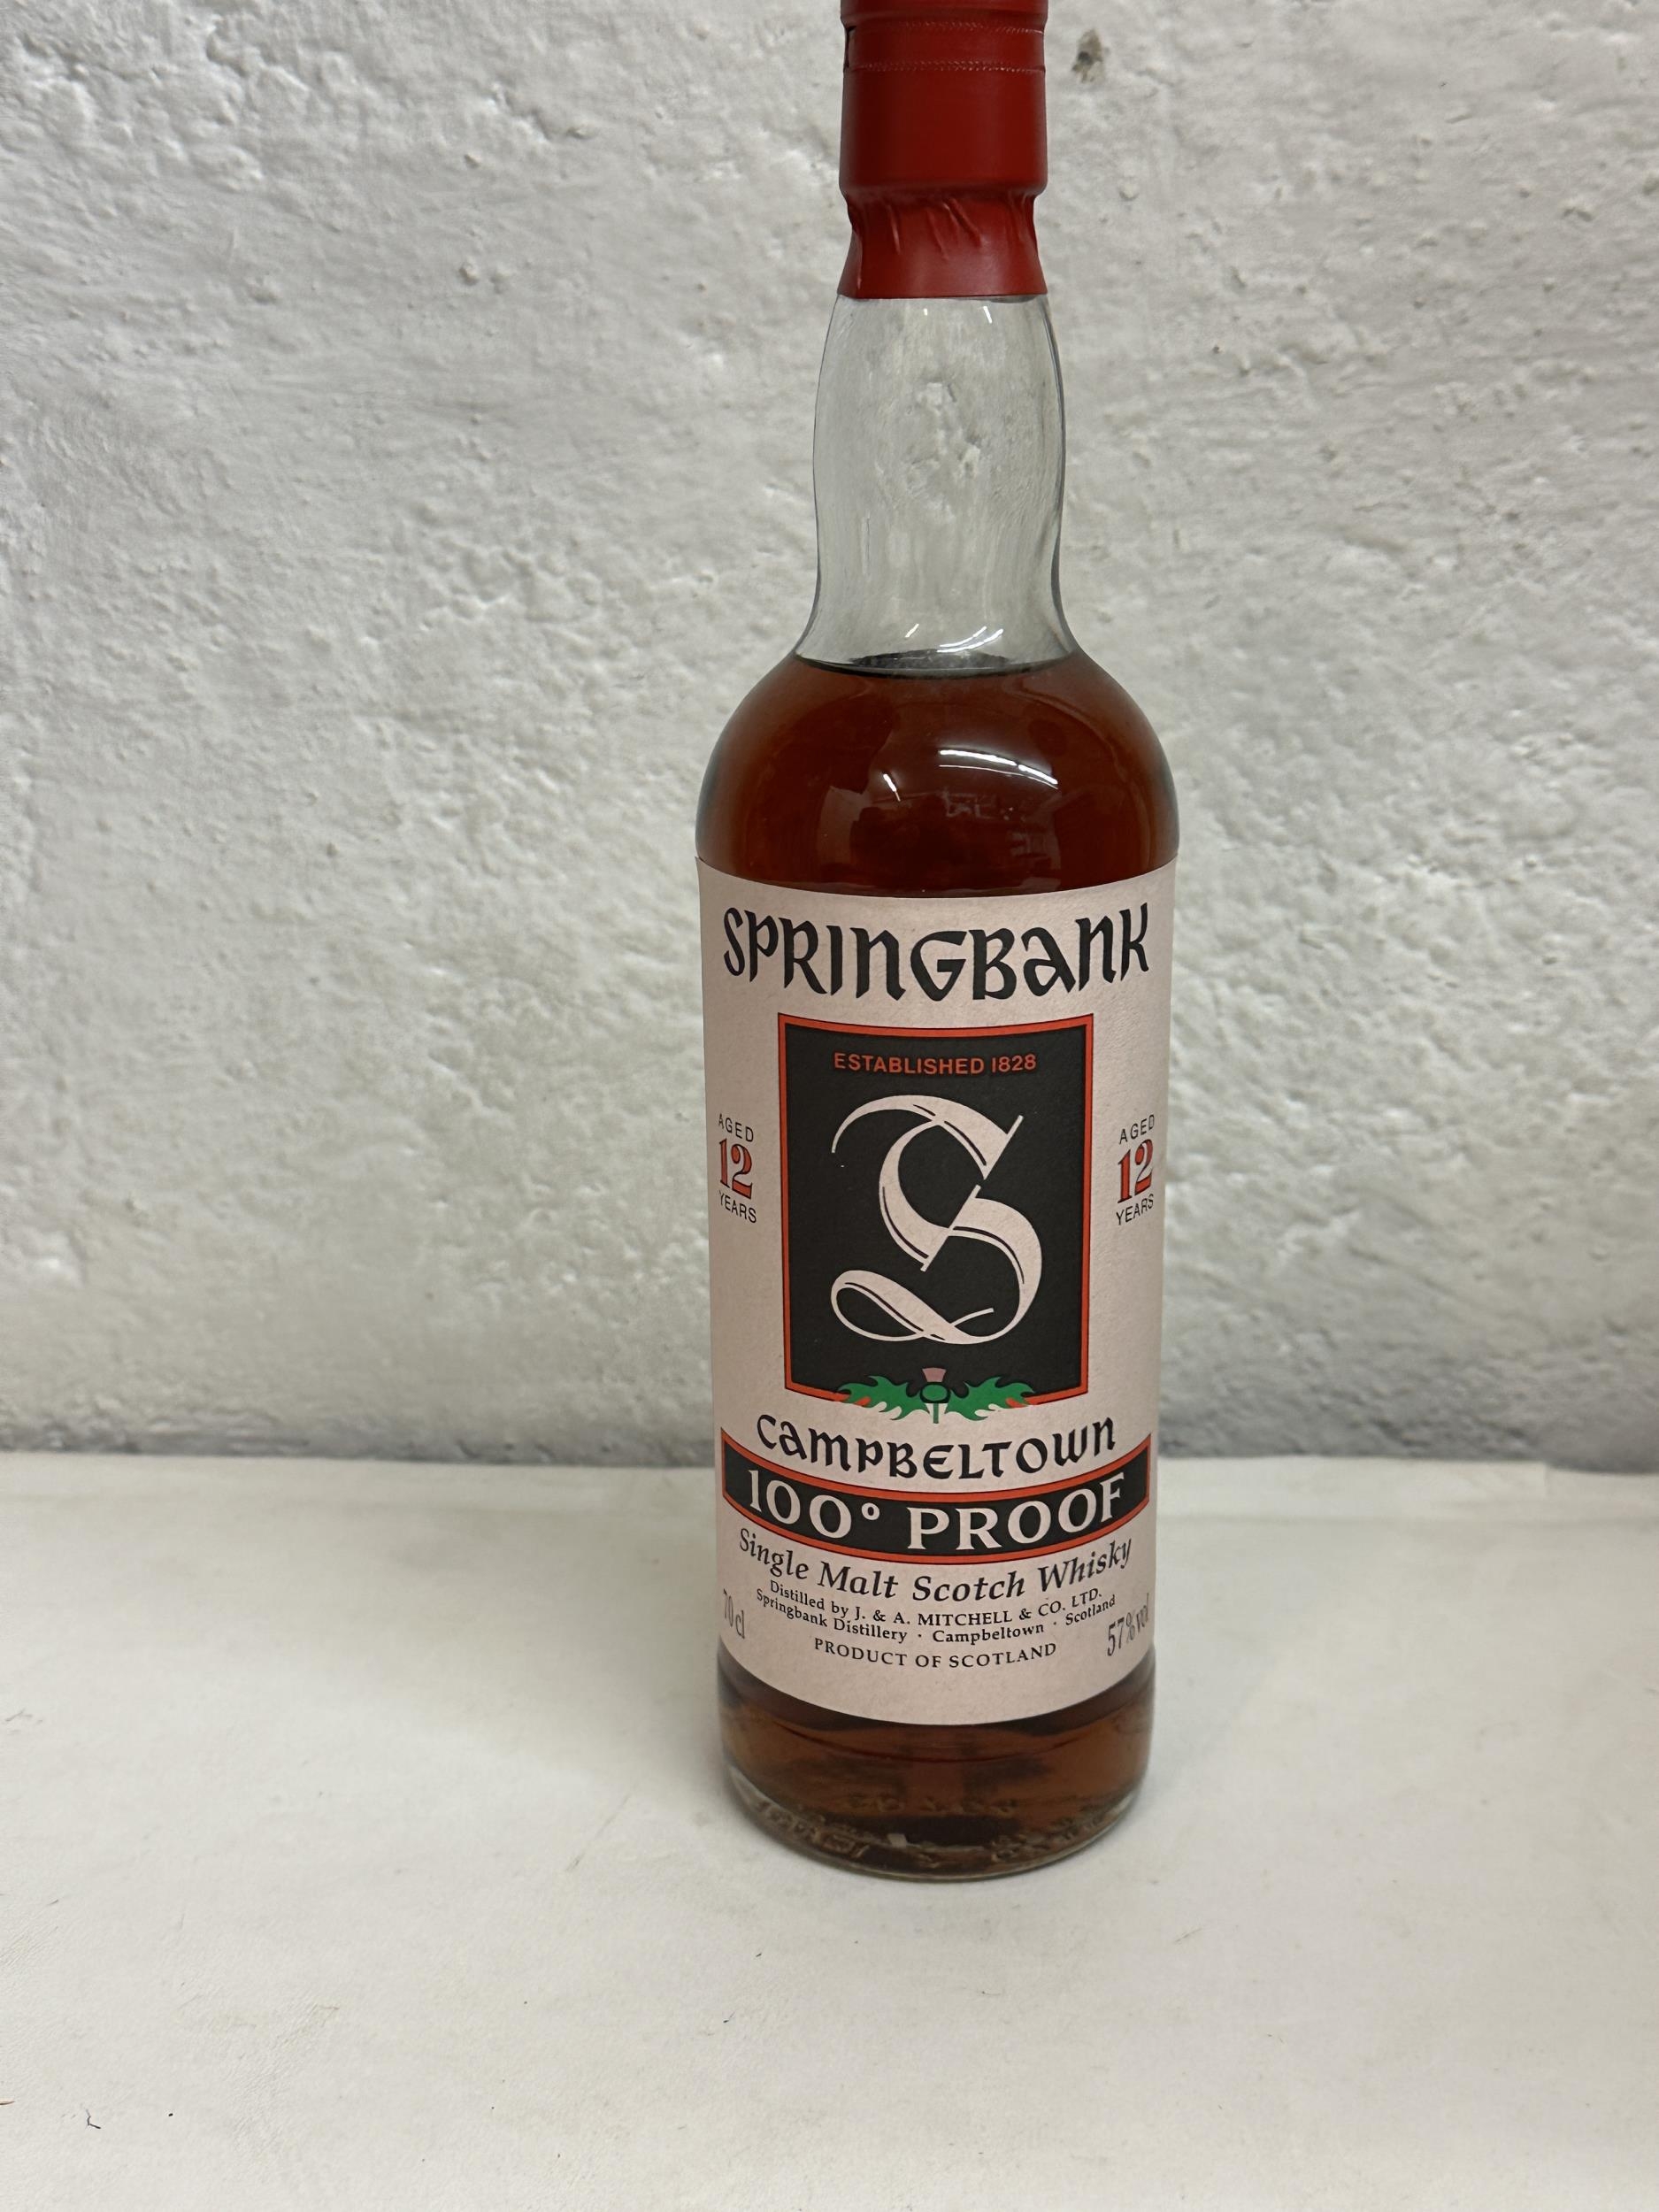 SPRINGBANK
ESTABLISHED 1828
S
AGED
12
YEARS
AGED
12
YEARS
CAMPBELTOWN
100° PROOF
Single Malt Scotch Whisky
Distilled by J. & A. MITCHELL & CO. LTD.
Springbank Distillery · Campbeltown · Scotland
PRODUCT OF SCOTLAND
70 cl
57% vol